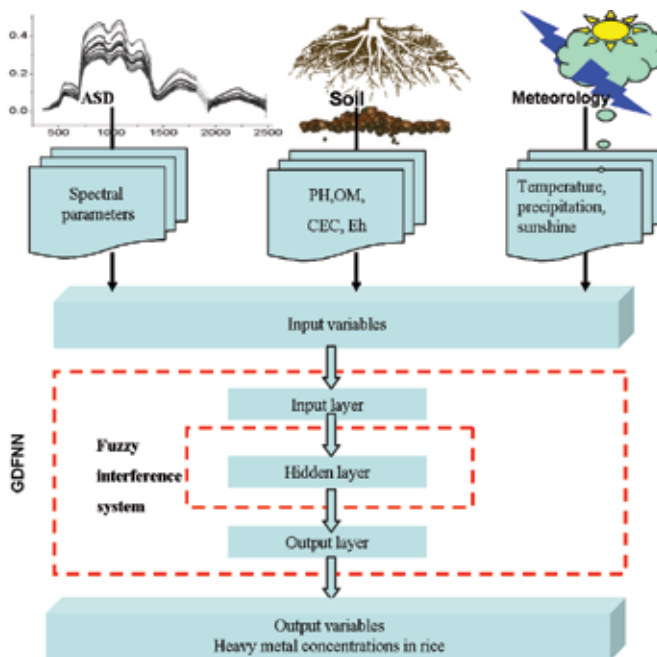 0.4
0.2
0.0
500
1000
1500
2000
2500
ASD
Soil
Meteorology
Spectral
parameters
PH,OM,
CEC, Eh
Temperature,
precipitation,
sunshine
Input variables
GDFNN
Input layer
Fuzzy
interference
system
Hidden layer
Output layer
Output variables
Heavy metal concentrations in rice